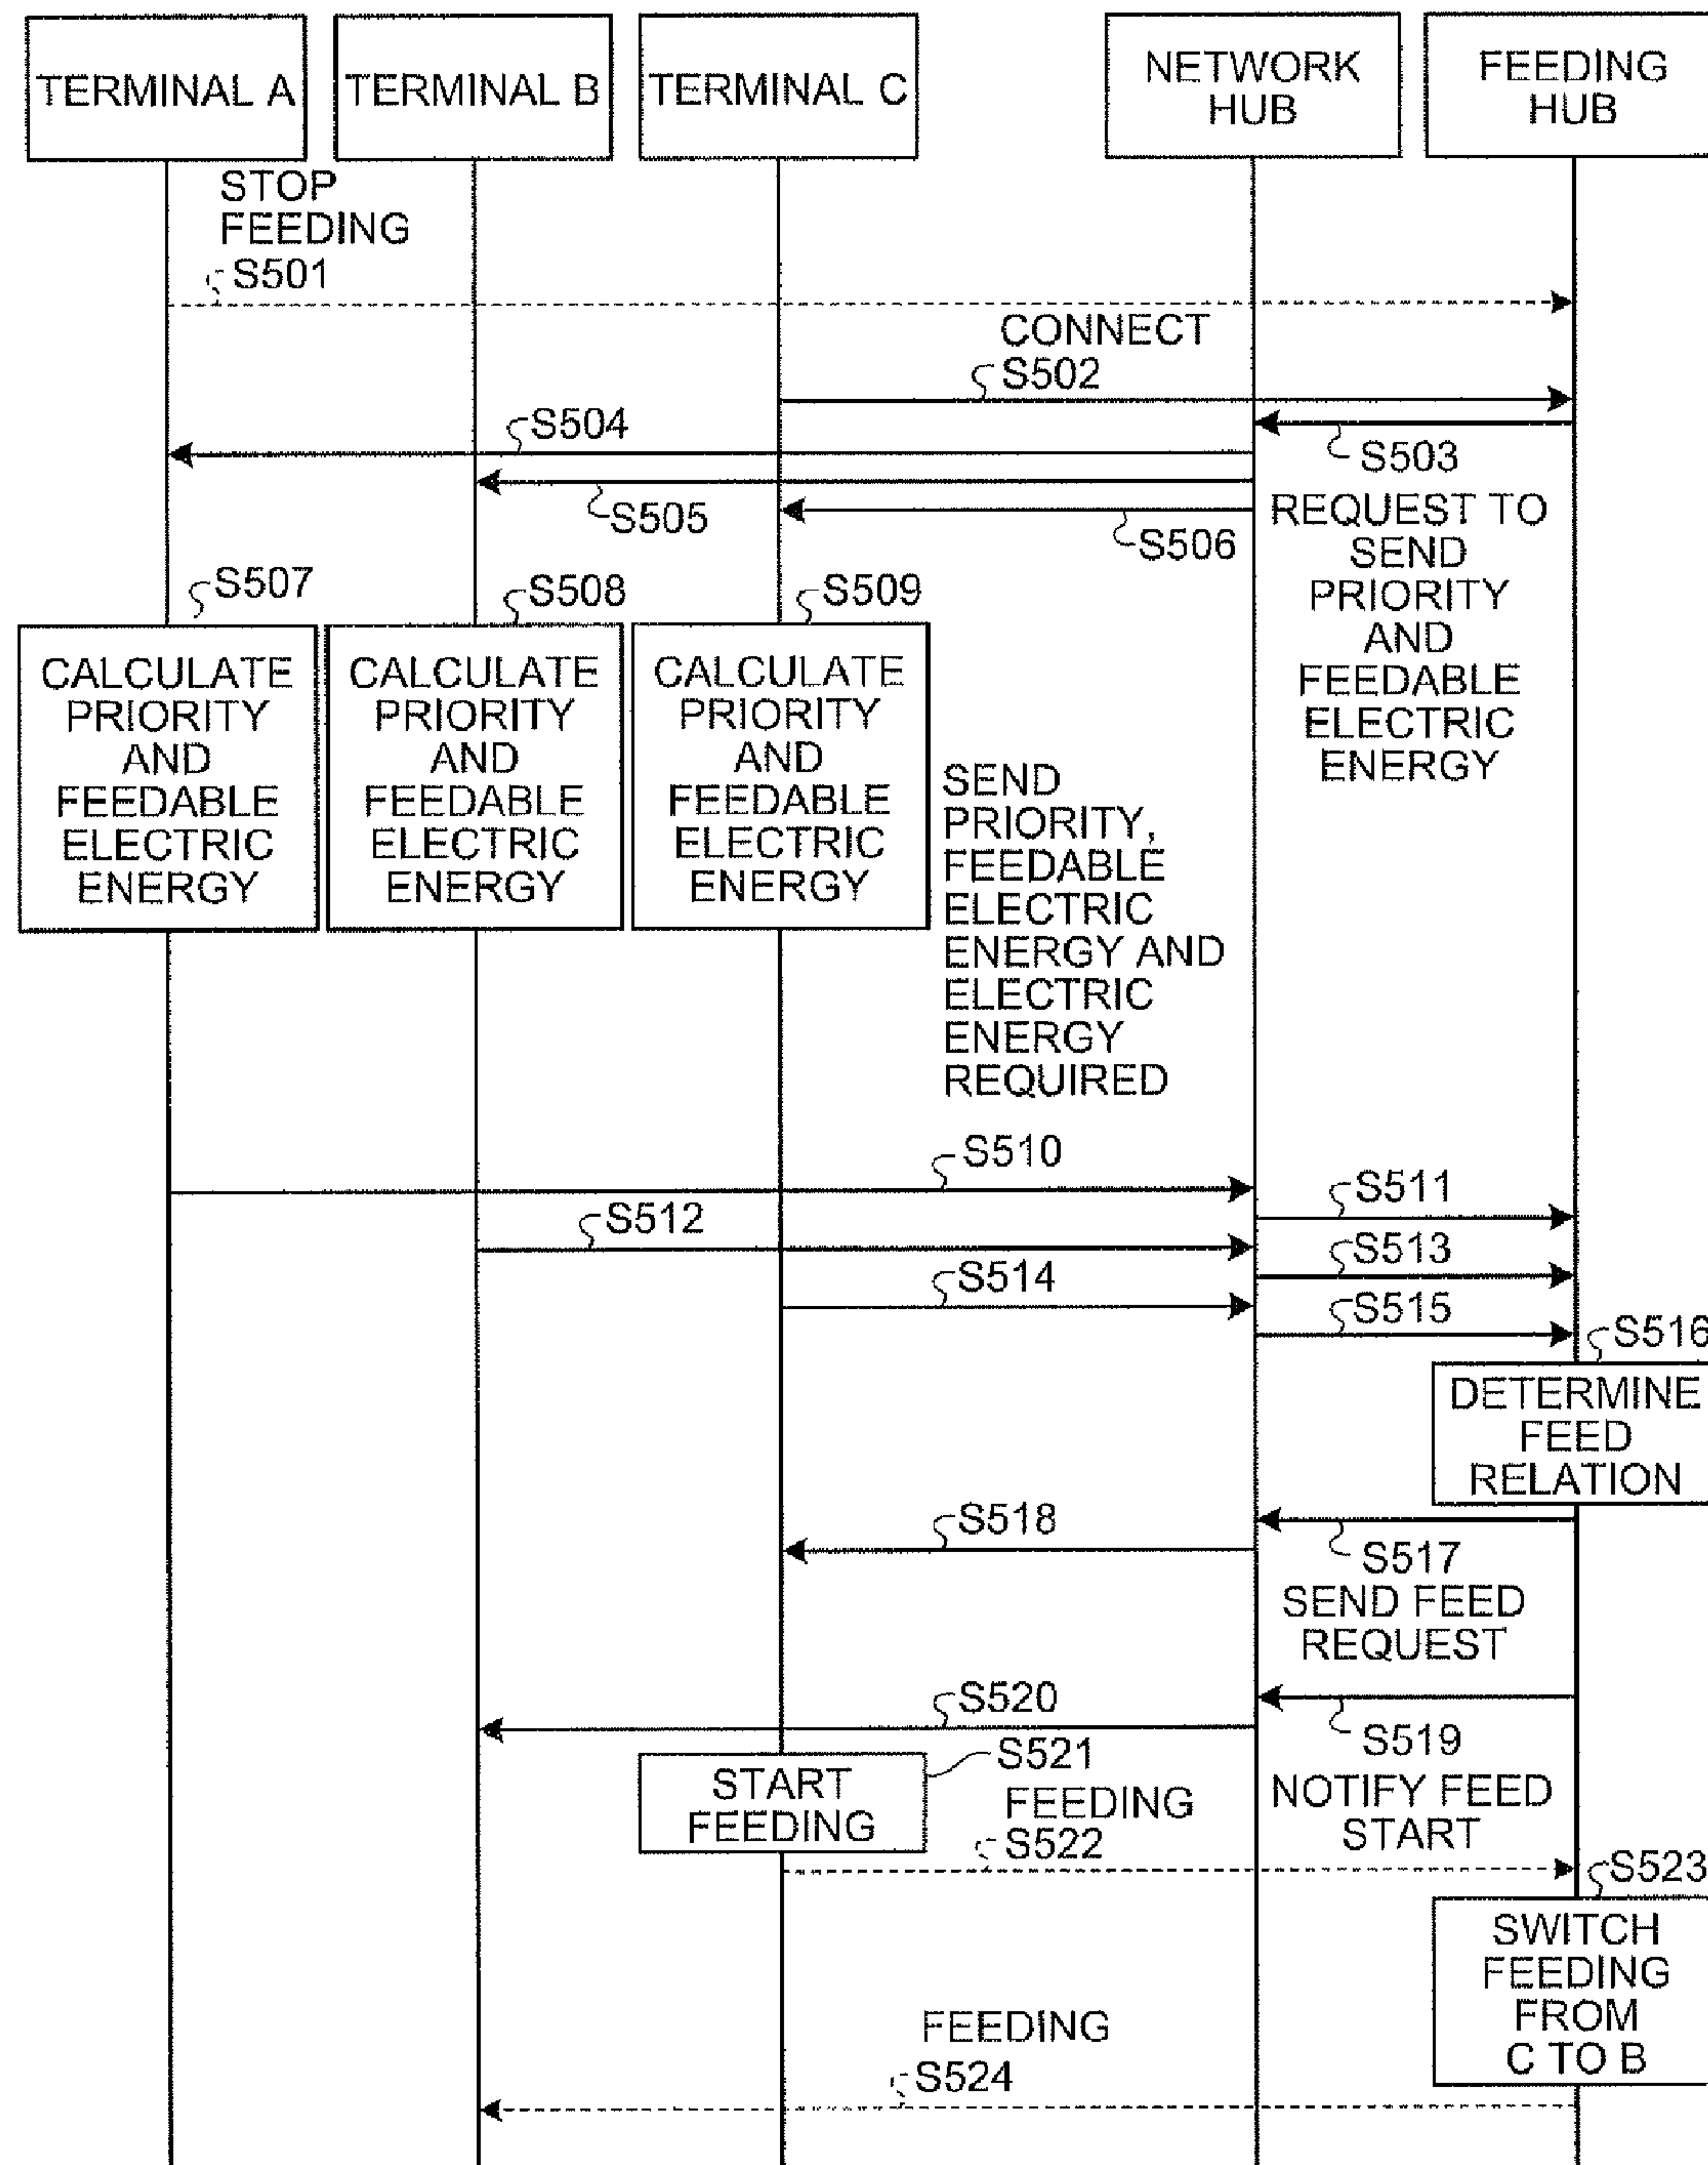 TERMINAL A
TERMINAL B
TERMINAL C
NETWORK
HUB
FEEDING
HUB
STOP
FEEDING
S501
CONNECT
S502
S503
S504
S505
S506
REQUEST TO
SEND
PRIORITY
AND
FEEDABLE
ELECTRIC
ENERGY
S507
CALCULATE
PRIORITY
AND
FEEDABLE
ELECTRIC
ENERGY
S508
CALCULATE
PRIORITY
AND
FEEDABLE
ELECTRIC
ENERGY
S509
CALCULATE
PRIORITY
AND
FEEDABLE
ELECTRIC
ENERGY
SEND
PRIORITY,
FEEDABLE
ELECTRIC
ENERGY AND
ELECTRIC
ENERGY
REQUIRED
S510
S511
S512
S513
S514
S515
S516
DETERMINE
FEED
RELATION
S518
S517
SEND FEED
REQUEST
S520
S519
NOTIFY FEED
START
S521
START
FEEDING
FEEDING
S522
S523
SWITCH
FEEDING
FROM
C TO B
FEEDING
S524